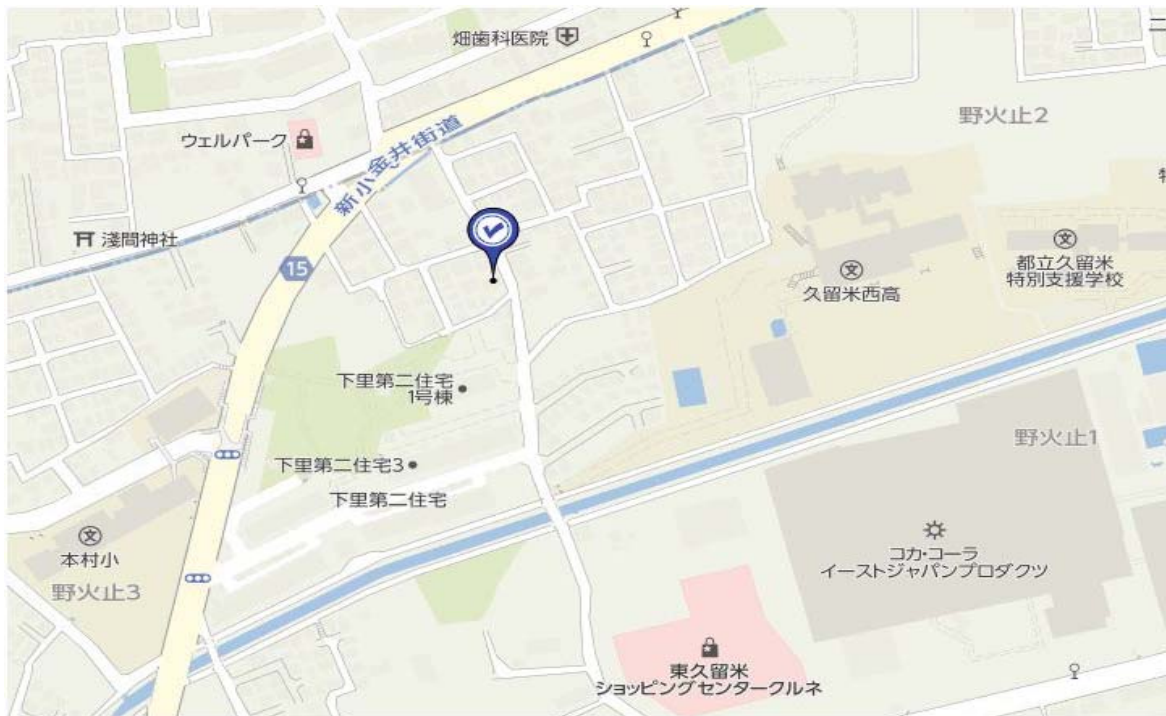 畑歯科医院
野火止2
ウェルパーク
新小金井街道
浅間神社
15
久留米西高
都立久留米
特別支援学校
特
下里第二住宅
1号棟
野火止1
下里第二住宅3
下里第二住宅
本村小
野火止3
コカ・コーラ
イーストジャパンプロダクツ
東久留米
ショッピングセンタークルネ